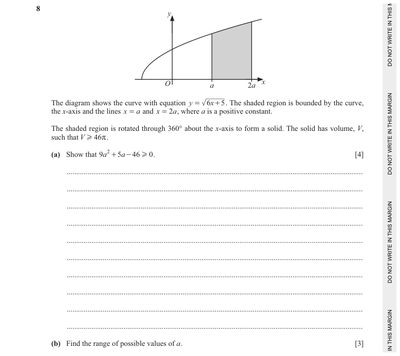 8
y
O a 2a x
The diagram shows the curve with equation y = √6x+5. The shaded region is bounded by the curve,
the x-axis and the lines x = a and x = 2a, where a is a positive constant.
The shaded region is rotated through 360° about the x-axis to form a solid. The solid has volume, V,
such that V ⩾ 46π.
(a) Show that 9a² + 5a − 46 ⩾ 0. [4]
(b) Find the range of possible values of a. [3]
DO NOT WRITE IN THIS M
DO NOT WRITE IN THIS MARGIN
DO NOT WRITE IN THIS MARGIN
IN THIS MARGIN